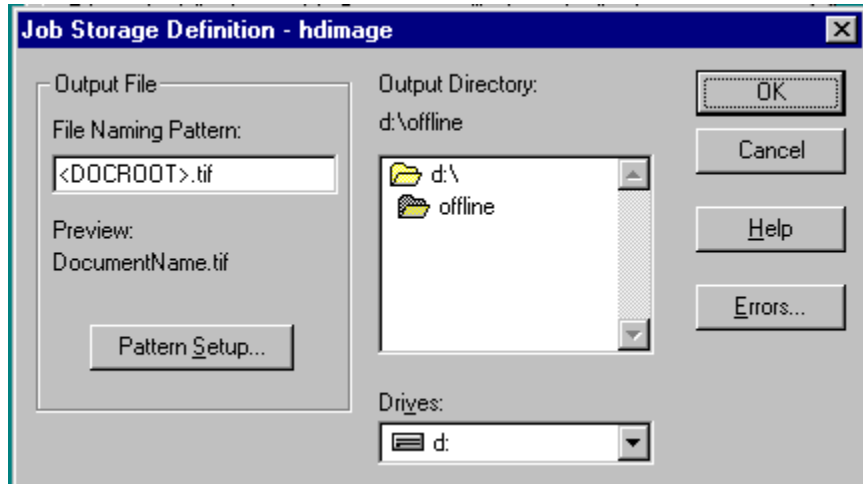 Job Storage Definition - hdimage
Output File
File Naming Pattern:
<DOCROOT>.tif
Preview:
DocumentName.tif
Pattern Setup...
Output Directory:
d:\offline
d:\
offline
Drives:
d:
OK
Cancel
Help
Errors...